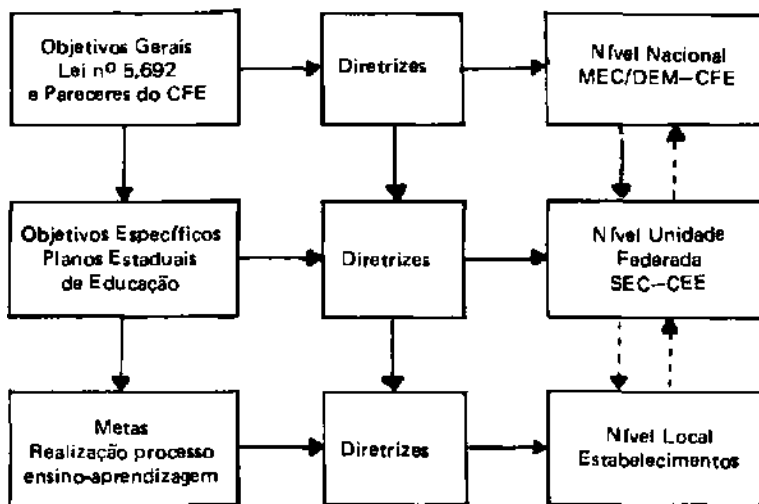 Objetivos Gerais
Lei nº 5.692
e Pareceres do CFE
Diretrizes
Nível Nacional
MEC/DEM—CFE
Objetivos Específicos
Planos Estaduais
de Educação
Diretrizes
Nível Unidade
Federada
SEC—CEE
Metas
Realização processo
ensino-aprendizagem
Diretrizes
Nível Local
Estabelecimentos